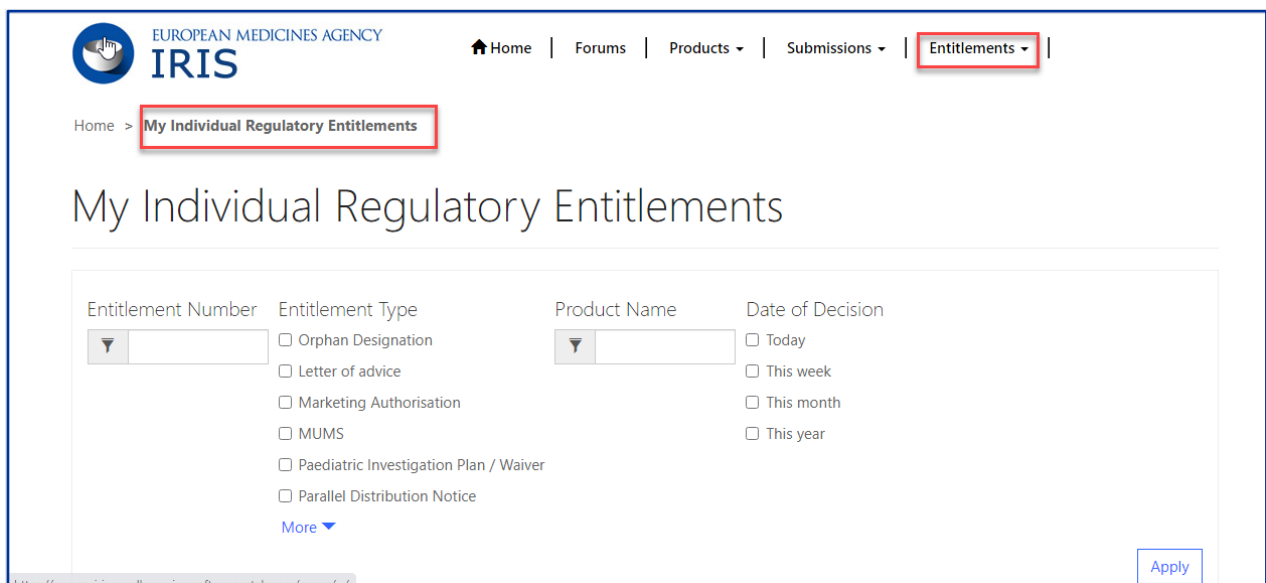 EUROPEAN MEDICINES AGENCY
IRIS
Home | Forums | Products | Submissions | Entitlements |
Home > My Individual Regulatory Entitlements
My Individual Regulatory Entitlements
Entitlement Number Entitlement Type Product Name Date of Decision
Orphan Designation Today
Letter of advice This week
Marketing Authorisation This month
MUMS This year
Paediatric Investigation Plan / Waiver
Parallel Distribution Notice
More
Apply